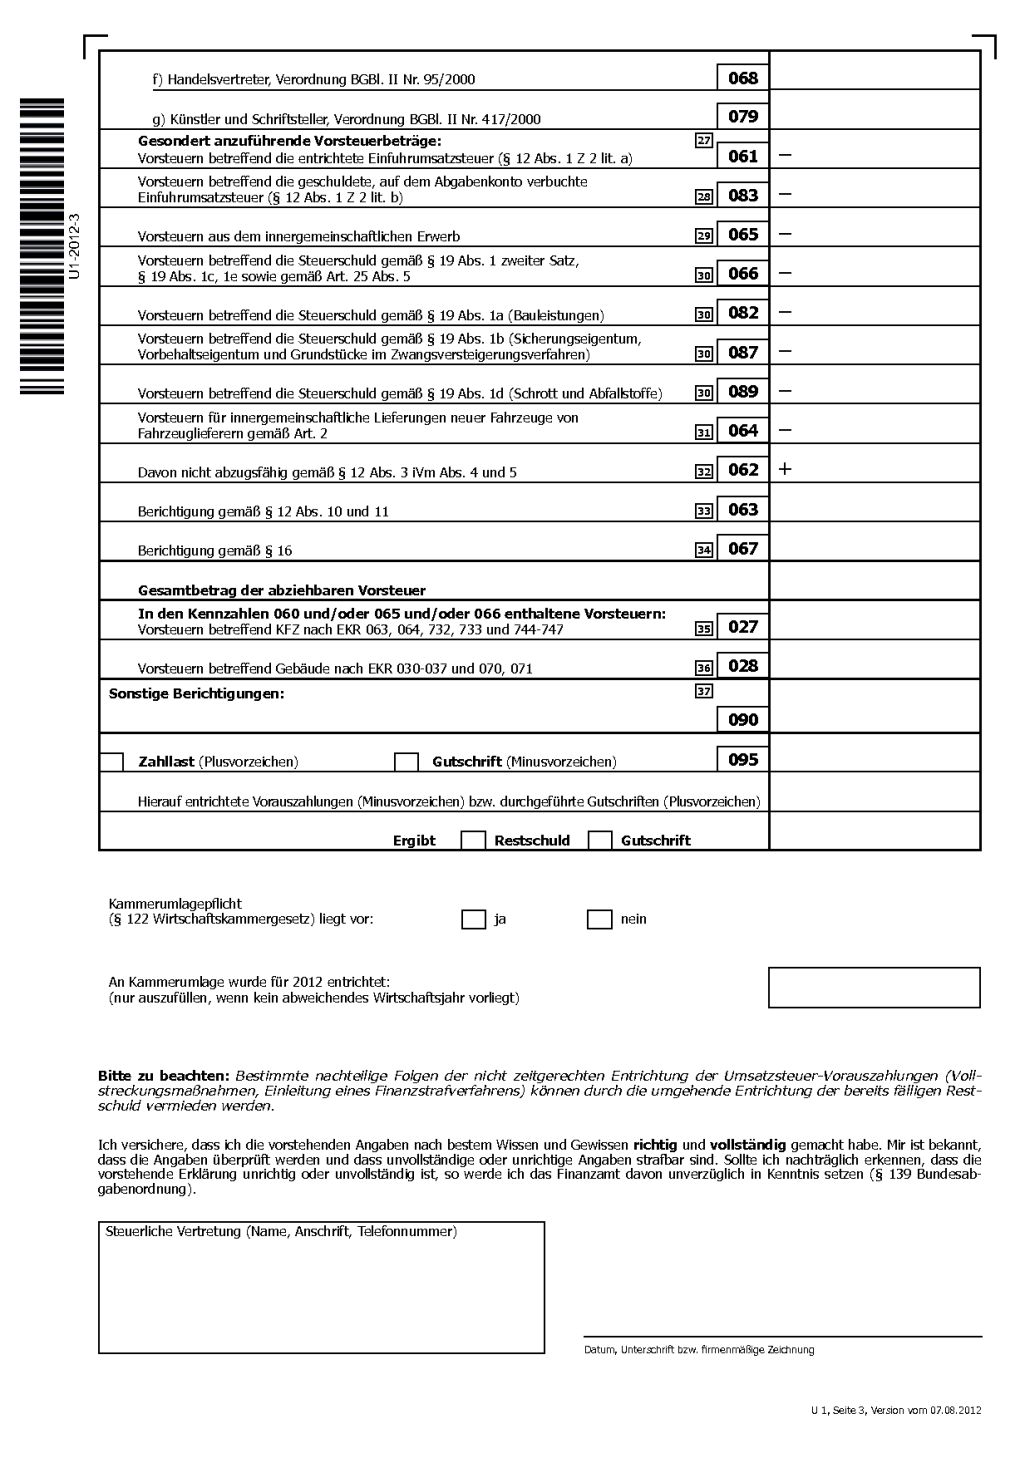 f) Handelsvertreter, Verordnung BGBl. II Nr. 95/2000 068
g) Künstler und Schriftsteller, Verordnung BGBl. II Nr. 417/2000 079
Gesondert anzuführende Vorsteuerbeträge: 27
Vorsteuern betreffend die entrichtete Einfuhrumsatzsteuer (§ 12 Abs. 1 Z 2 lit. a) 061 −
Vorsteuern betreffend die geschuldete, auf dem Abgabenkonto verbuchte
Einfuhrumsatzsteuer (§ 12 Abs. 1 Z 2 lit. b) 28 083 −
U1-2012-3
Vorsteuern aus dem innergemeinschaftlichen Erwerb 29 065 −
Vorsteuern betreffend die Steuerschuld gemäß § 19 Abs. 1 zweiter Satz,
§ 19 Abs. 1c, 1e sowie gemäß Art. 25 Abs. 5 30 066 −
Vorsteuern betreffend die Steuerschuld gemäß § 19 Abs. 1a (Bauleistungen) 30 082 −
Vorsteuern betreffend die Steuerschuld gemäß § 19 Abs. 1b (Sicherungseigentum,
Vorbehaltseigentum und Grundstücke im Zwangsversteigerungsverfahren) 30 087 −
Vorsteuern betreffend die Steuerschuld gemäß § 19 Abs. 1d (Schrott und Abfallstoffe) 30 089 −
Vorsteuern für innergemeinschaftliche Lieferungen neuer Fahrzeuge von
Fahrzeuglieferern gemäß Art. 2 31 064 −
Davon nicht abzugsfähig gemäß § 12 Abs. 3 iVm Abs. 4 und 5 32 062 +
Berichtigung gemäß § 12 Abs. 10 und 11 33 063
Berichtigung gemäß § 16 34 067
Gesamtbetrag der abziehbaren Vorsteuer
In den Kennzahlen 060 und/oder 065 und/oder 066 enthaltene Vorsteuern:
Vorsteuern betreffend KFZ nach EKR 063, 064, 732, 733 und 744-747 35 027
Vorsteuern betreffend Gebäude nach EKR 030-037 und 070, 071 36 028
Sonstige Berichtigungen: 37
090
Zahllast (Plusvorzeichen) Gutschrift (Minusvorzeichen) 095
Hierauf entrichtete Vorauszahlungen (Minusvorzeichen) bzw. durchgeführte Gutschriften (Plusvorzeichen)
Ergibt Restschuld Gutschrift
Kammerumlagepflicht
(§ 122 Wirtschaftskammergesetz) liegt vor: ja nein
An Kammerumlage wurde für 2012 entrichtet:
(nur auszufüllen, wenn kein abweichendes Wirtschaftsjahr vorliegt)
Bitte zu beachten: Bestimmte nachteilige Folgen der nicht zeitgerechten Entrichtung der Umsatzsteuer-Vorauszahlungen (Voll-
streckungsmaßnahmen, Einleitung eines Finanzstrafverfahrens) können durch die umgehende Entrichtung der bereits fälligen Rest-
schuld vermieden werden.
Ich versichere, dass ich die vorstehenden Angaben nach bestem Wissen und Gewissen richtig und vollständig gemacht habe. Mir ist bekannt,
dass die Angaben überprüft werden und dass unvollständige oder unrichtige Angaben strafbar sind. Sollte ich nachträglich erkennen, dass die
vorstehende Erklärung unrichtig oder unvollständig ist, so werde ich das Finanzamt davon unverzüglich in Kenntnis setzen (§ 139 Bundesab-
gabenordnung).
Steuerliche Vertretung (Name, Anschrift, Telefonnummer)
Datum, Unterschrift bzw. firmenmäßige Zeichnung
U 1, Seite 3, Version vom 07.08.2012